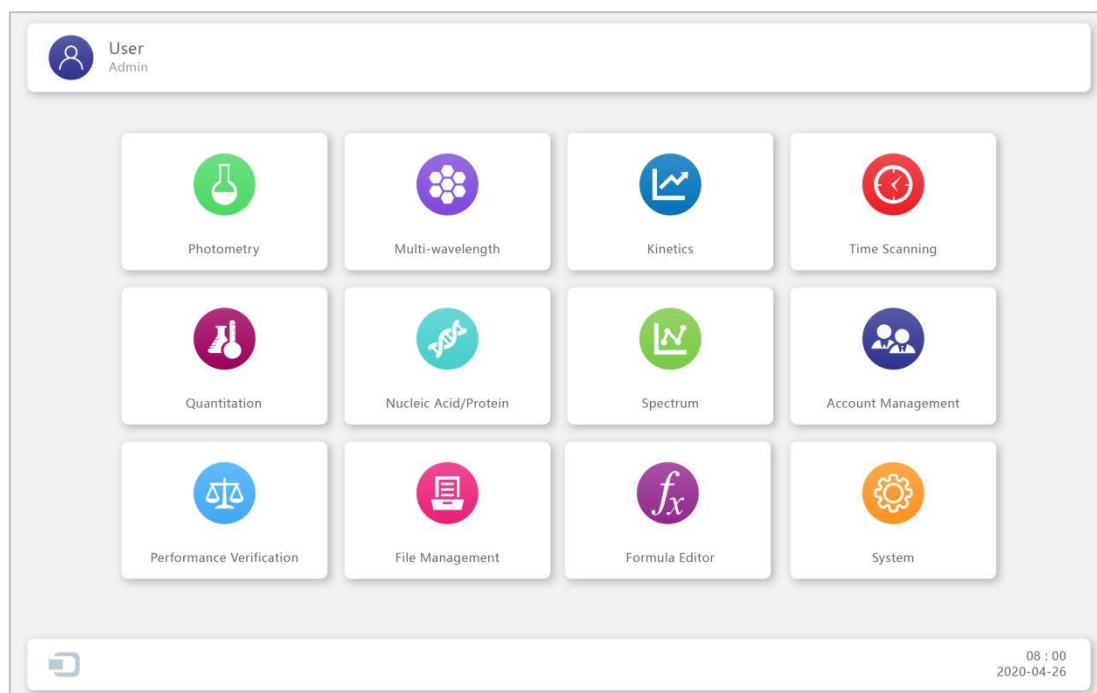 User
Admin
Photometry
Multi-wavelength
Kinetics
Time Scanning
Quantitation
Nucleic Acid/Protein
Spectrum
Account Management
Performance Verification
File Management
fx
Formula Editor
System
08 : 00
2020-04-26